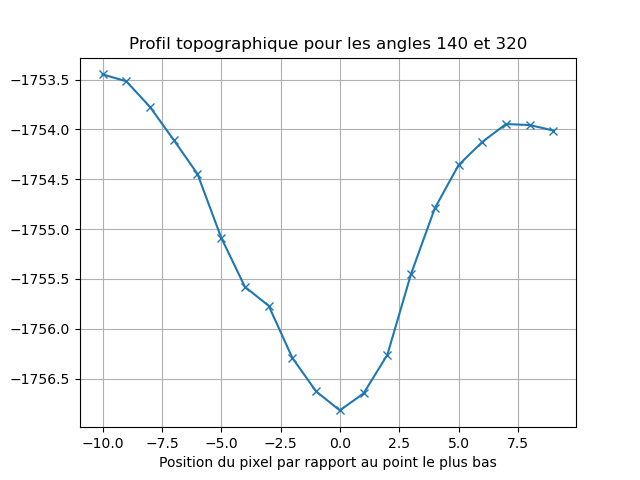 Profil topographique pour les angles 140 et 320
−1753.5
−1754.0
−1754.5
−1755.0
−1755.5
−1756.0
−1756.5
−10.0 −7.5 −5.0 −2.5 0.0 2.5 5.0 7.5
Position du pixel par rapport au point le plus bas